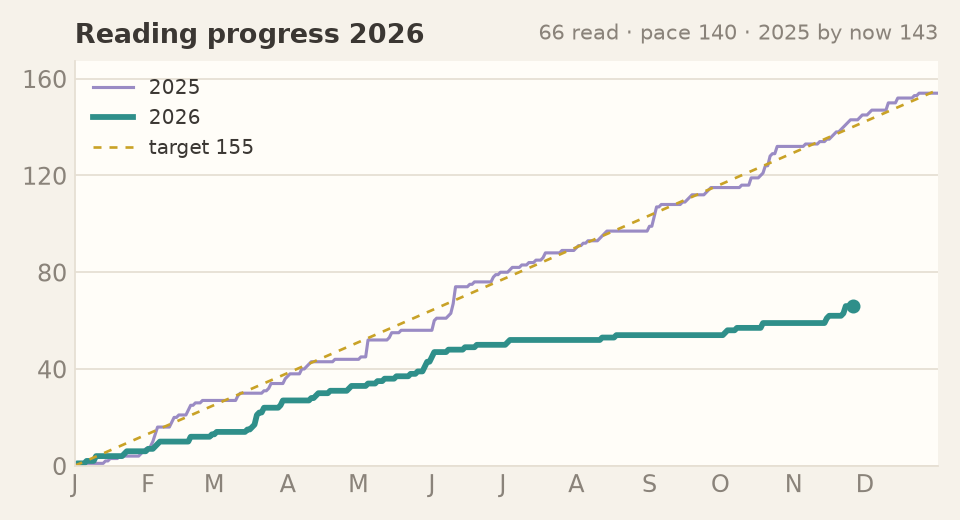 Reading progress 2026
66 read · pace 140 · 2025 by now 143
2025
2026
target 155
160
120
80
40
0
J F M A M J J A S O N D